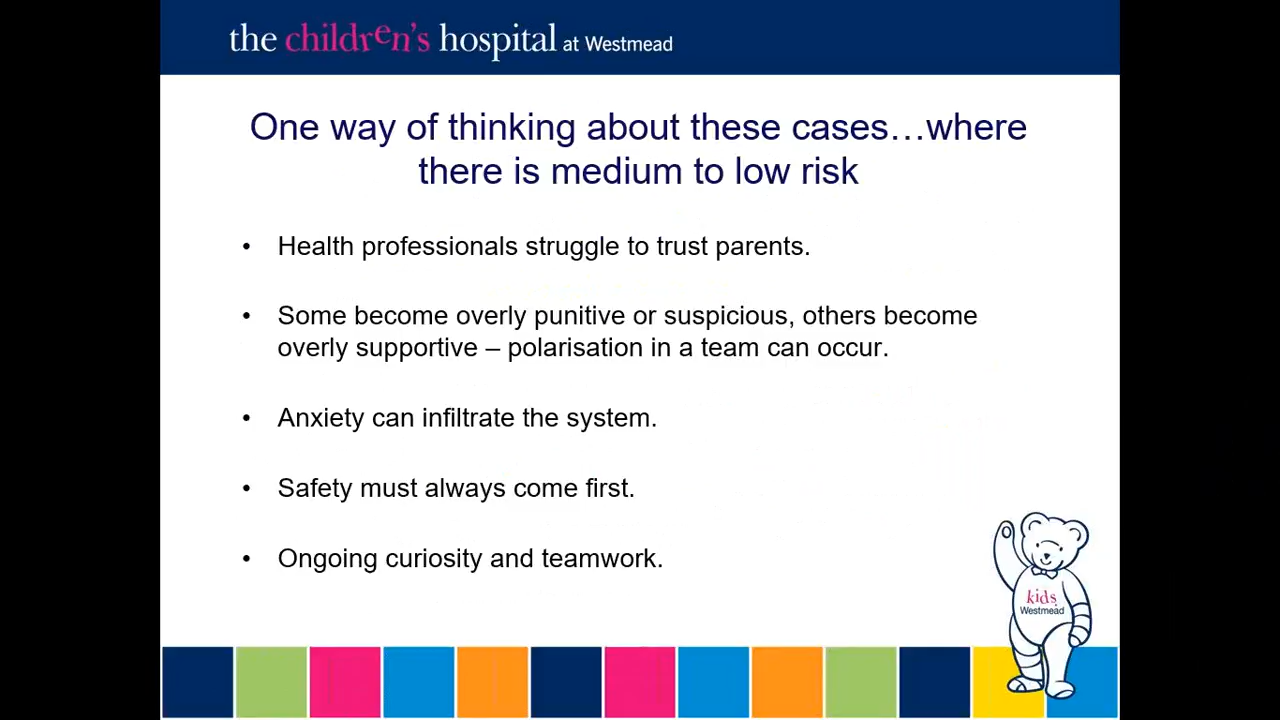 the children's hospital at Westmead
One way of thinking about these cases…where
there is medium to low risk
• Health professionals struggle to trust parents.
• Some become overly punitive or suspicious, others become
overly supportive – polarisation in a team can occur.
• Anxiety can infiltrate the system.
• Safety must always come first.
• Ongoing curiosity and teamwork.
kids
Westmead